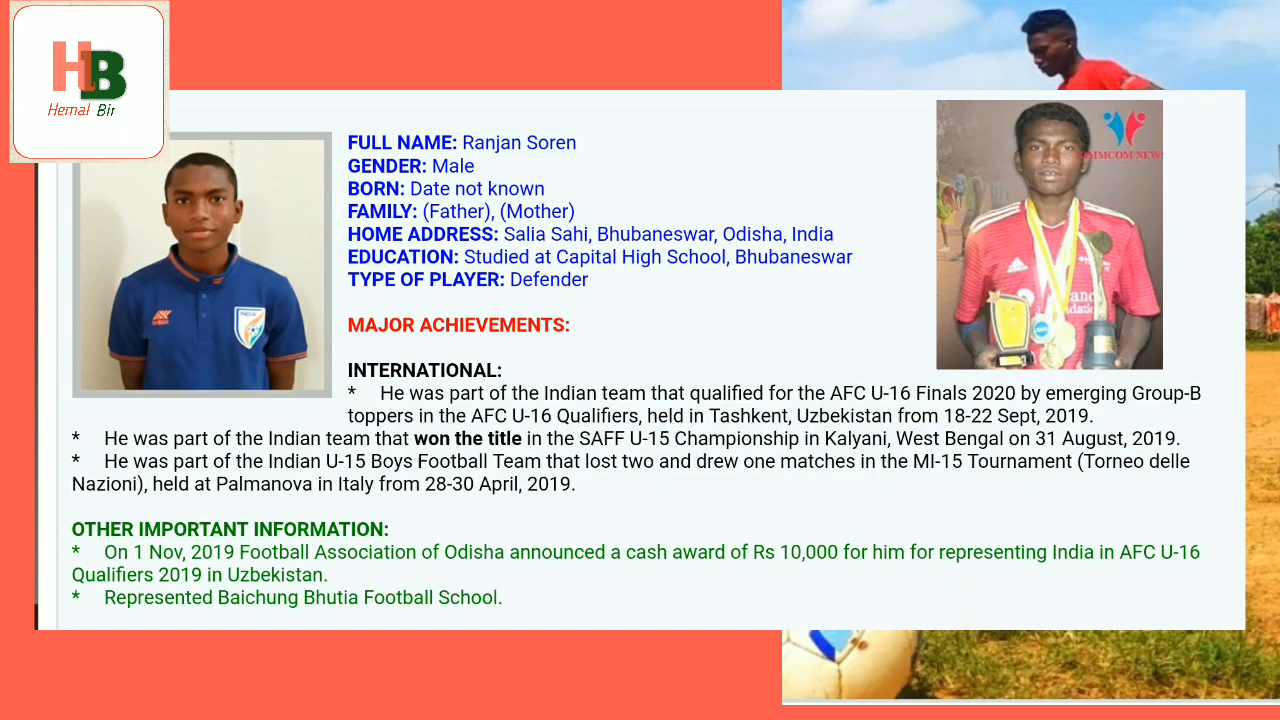 HB
Hemal Bir
FULL NAME: Ranjan Soren
GENDER: Male
BORN: Date not known
FAMILY: (Father), (Mother)
HOME ADDRESS: Salia Sahi, Bhubaneswar, Odisha, India
EDUCATION: Studied at Capital High School, Bhubaneswar
TYPE OF PLAYER: Defender
MAJOR ACHIEVEMENTS:
INTERNATIONAL:
* He was part of the Indian team that qualified for the AFC U-16 Finals 2020 by emerging Group-B
toppers in the AFC U-16 Qualifiers, held in Tashkent, Uzbekistan from 18-22 Sept, 2019.
* He was part of the Indian team that won the title in the SAFF U-15 Championship in Kalyani, West Bengal on 31 August, 2019.
* He was part of the Indian U-15 Boys Football Team that lost two and drew one matches in the MI-15 Tournament (Torneo delle
Nazioni), held at Palmanova in Italy from 28-30 April, 2019.
OTHER IMPORTANT INFORMATION:
* On 1 Nov, 2019 Football Association of Odisha announced a cash award of Rs 10,000 for him for representing India in AFC U-16
Qualifiers 2019 in Uzbekistan.
* Represented Baichung Bhutia Football School.
INDIA